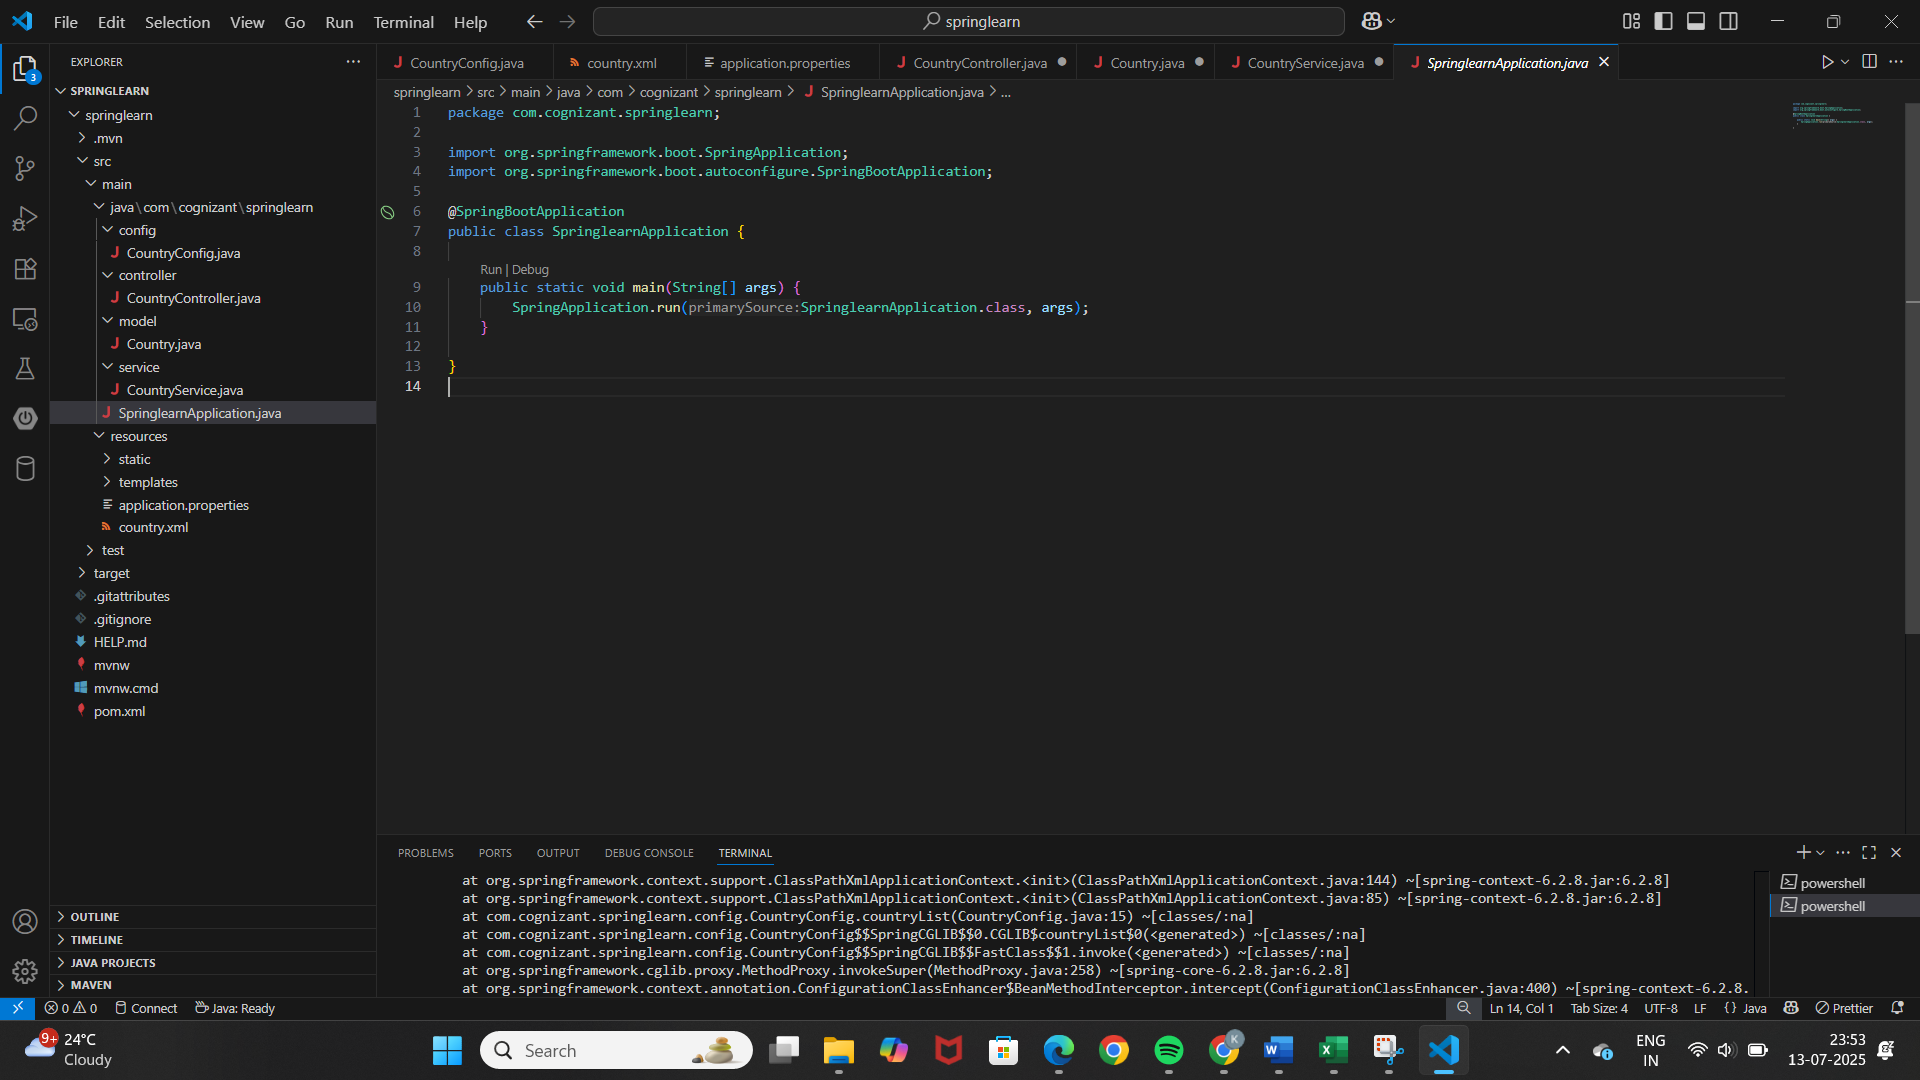 File Edit Selection View Go Run Terminal Help
springlearn
EXPLORER
3
SPRINGLEARN
springlearn
.mvn
src
main
java\com\cognizant\springlearn
config
CountryConfig.java
controller
CountryController.java
model
Country.java
service
CountryService.java
SpringlearnApplication.java
resources
static
templates
application.properties
country.xml
test
target
.gitattributes
.gitignore
HELP.md
mvnw
mvnw.cmd
pom.xml
OUTLINE
TIMELINE
JAVA PROJECTS
MAVEN
CountryConfig.java country.xml application.properties CountryController.java Country.java CountryService.java SpringlearnApplication.java
springlearn > src > main > java > com > cognizant > springlearn > SpringlearnApplication.java > ...
1 package com.cognizant.springlearn;
2
3 import org.springframework.boot.SpringApplication;
4 import org.springframework.boot.autoconfigure.SpringBootApplication;
5
6 @SpringBootApplication
7 public class SpringlearnApplication {
8
Run | Debug
9 public static void main(String[] args) {
10 SpringApplication.run(primarySource:SpringlearnApplication.class, args);
11 }
12
13 }
14
PROBLEMS PORTS OUTPUT DEBUG CONSOLE TERMINAL
at org.springframework.context.support.ClassPathXmlApplicationContext.<init>(ClassPathXmlApplicationContext.java:144) ~[spring-context-6.2.8.jar:6.2.8]
at org.springframework.context.support.ClassPathXmlApplicationContext.<init>(ClassPathXmlApplicationContext.java:85) ~[spring-context-6.2.8.jar:6.2.8]
at com.cognizant.springlearn.config.CountryConfig.countryList(CountryConfig.java:15) ~[classes/:na]
at com.cognizant.springlearn.config.CountryConfig$$SpringCGLIB$$0.CGLIB$countryList$0(<generated>) ~[classes/:na]
at com.cognizant.springlearn.config.CountryConfig$$SpringCGLIB$$FastClass$$1.invoke(<generated>) ~[classes/:na]
at org.springframework.cglib.proxy.MethodProxy.invokeSuper(MethodProxy.java:258) ~[spring-core-6.2.8.jar:6.2.8]
at org.springframework.context.annotation.ConfigurationClassEnhancer$BeanMethodInterceptor.intercept(ConfigurationClassEnhancer.java:400) ~[spring-context-6.2.8.
powershell
powershell
0 0 Connect Java: Ready
Ln 14, Col 1 Tab Size: 4 UTF-8 LF {} Java Prettier
9+ 24°C
Cloudy
Search
K
ENG
IN
23:53
13-07-2025